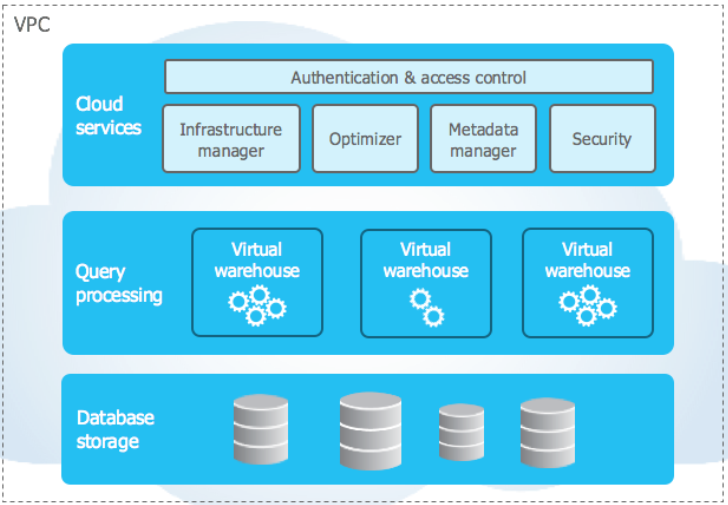 VPC
Cloud
services
Authentication & access control
Infrastructure
manager
Optimizer
Metadata
manager
Security
Query
processing
Virtual
warehouse
Virtual
warehouse
Virtual
warehouse
Database
storage